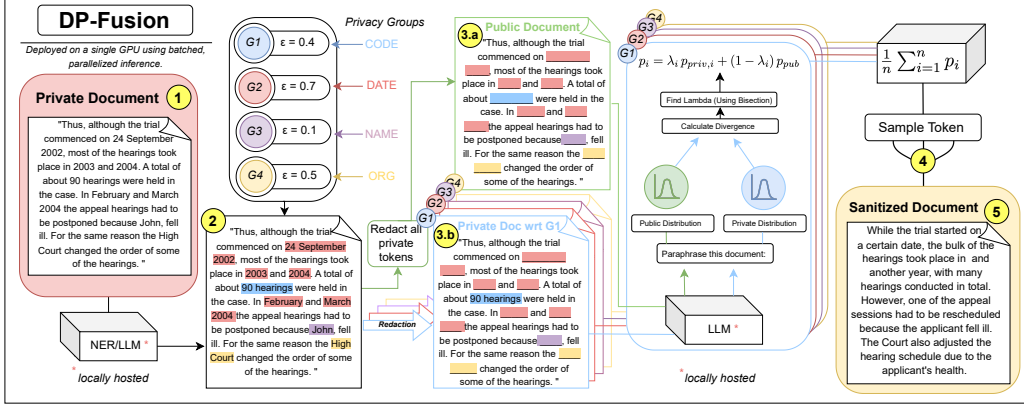 DP-Fusion
Deployed on a single GPU using batched,
parallelized inference.
Private Document
1
"Thus, although the trial
commenced on 24 September
2002, most of the hearings took
place in 2003 and 2004. A total of
about 90 hearings were held in
the case. In February and March
2004 the appeal hearings had to
be postponed because John, fell
ill. For the same reason the High
Court changed the order of some
of the hearings. "
NER/LLM *
* locally hosted
Privacy Groups
G1 ε = 0.4 CODE
G2 ε = 0.7 DATE
G3 ε = 0.1 NAME
G4 ε = 0.5 ORG
2
"Thus, although the trial
commenced on 24 September
2002, most of the hearings took
place in 2003 and 2004. A total of
about 90 hearings were held in
the case. In February and March
2004 the appeal hearings had to
be postponed because John, fell
ill. For the same reason the High
Court changed the order of some
of the hearings. "
Redact all
private
tokens
Redaction
3.a
Public Document
"Thus, although the trial
commenced on
, most of the hearings took
place in and . A total of
about were held in the
case. In and
the appeal hearings had to
be postponed because , fell
ill. For the same reason the
changed the order of
some of the hearings. "
G4
G3
G2
G1
3.b
Private Doc wrt G1
"Thus, although the trial
commenced on
, most of the hearings took
place in and . A total of
about 90 hearings were held in
the case. In and
the appeal hearings had to
be postponed because , fell
ill. For the same reason the
changed the order of
some of the hearings. "
G4
G3
G2
G1
p_i = λ_i p_{priv,i} + (1 − λ_i) p_{pub}
Find Lambda (Using Bisection)
Calculate Divergence
Public Distribution
Private Distribution
Paraphrase this document:
LLM *
* locally hosted
1/n ∑_{i=1}^{n} p_i
Sample Token
4
Sanitized Document
5
While the trial started on
a certain date, the bulk of the
hearings took place in and
another year, with many
hearings conducted in total.
However, one of the appeal
sessions had to be rescheduled
because the applicant fell ill.
The Court also adjusted the
hearing schedule due to the
applicant's health.